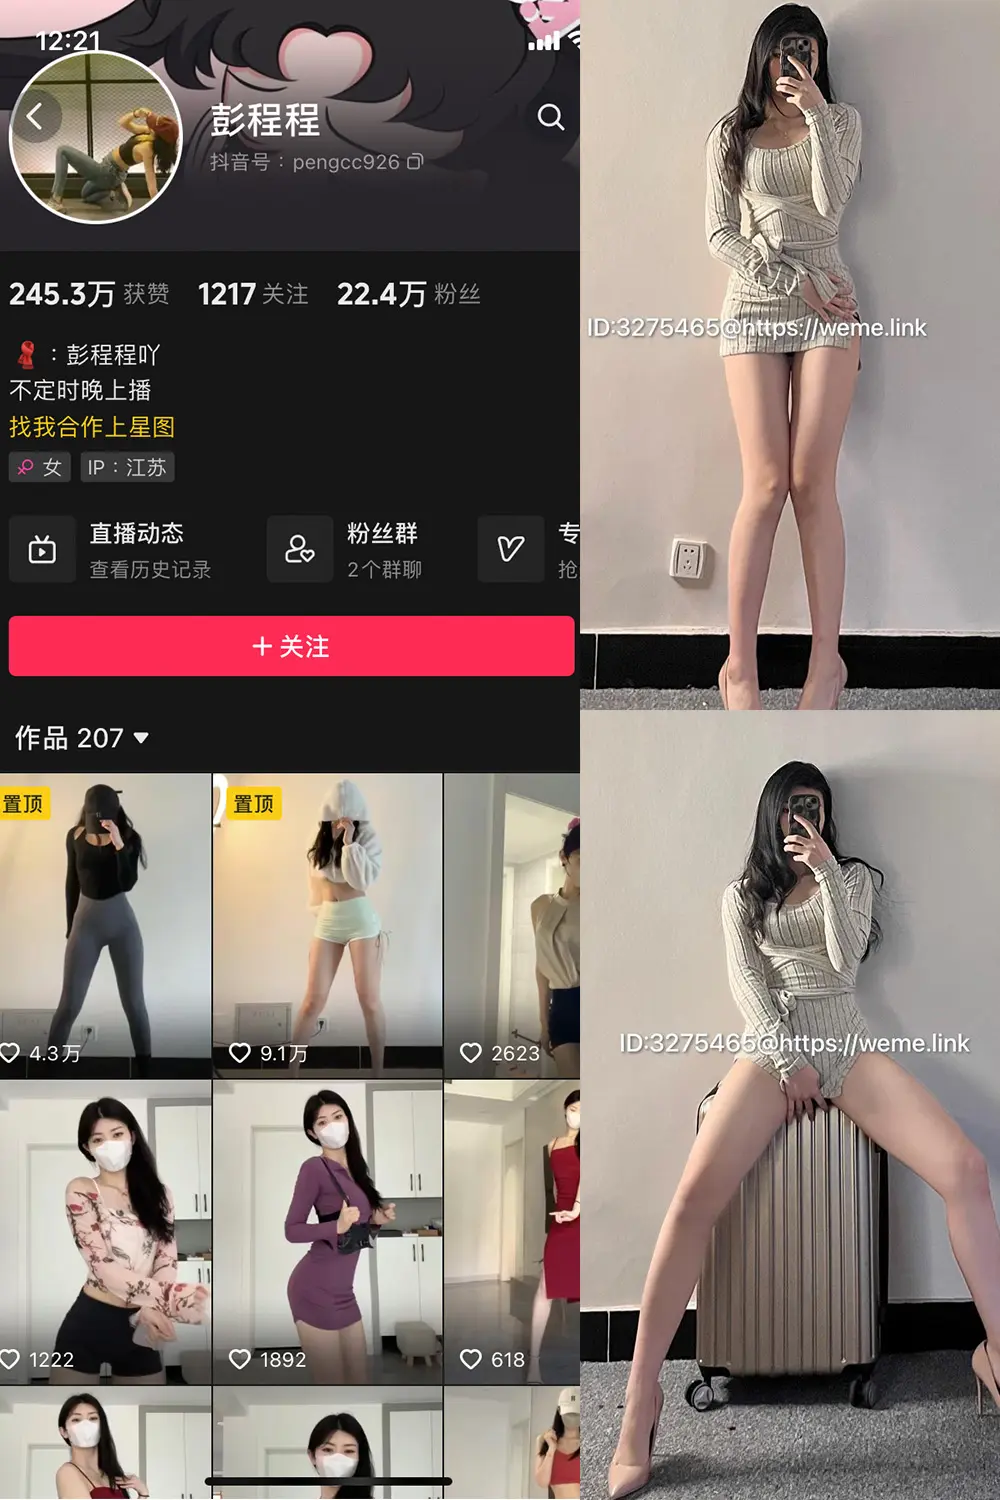 12:21
彭程程
抖音号：pengcc926
245.3万 获赞 1217 关注 22.4万 粉丝
：彭程程吖
不定时晚上播
找我合作上星图
女 IP：江苏
直播动态 粉丝群 专
查看历史记录 2个群聊 抢
+ 关注
作品 207
置顶 置顶
4.3万 9.1万 2623
1222 1892 618
ID:3275465@https://weme.link
ID:3275465@https://weme.link